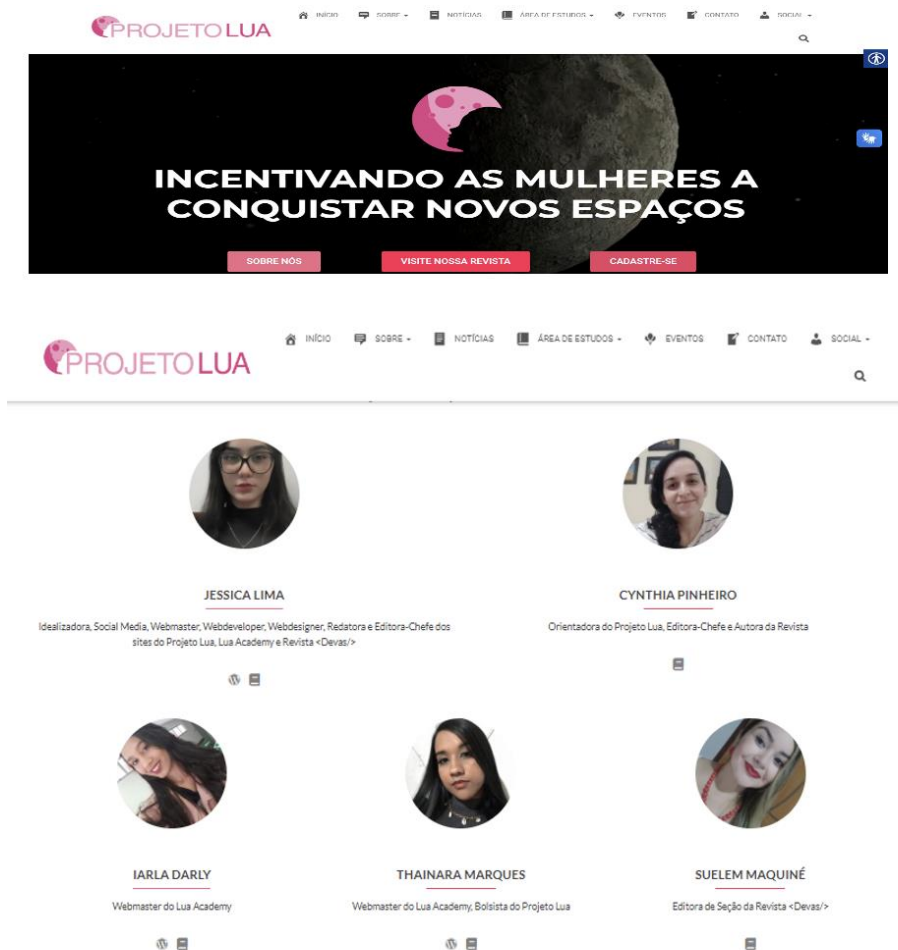 PROJETO LUA
INÍCIO SOBRE NOTÍCIAS ÁREA DE ESTUDOS EVENTOS CONTATO SOCIAL
INCENTIVANDO AS MULHERES A
CONQUISTAR NOVOS ESPAÇOS
SOBRE NÓS VISITE NOSSA REVISTA CADASTRE-SE
PROJETO LUA
INÍCIO SOBRE NOTÍCIAS ÁREA DE ESTUDOS EVENTOS CONTATO SOCIAL
JESSICA LIMA
Idealizadora, Social Media, Webmaster, Webdeveloper, Webdesigner, Redatora e Editora-Chefe dos
sites do Projeto Lua, Lua Academy e Revista <Devas/>
CYNTHIA PINHEIRO
Orientadora do Projeto Lua, Editora-Chefe e Autora da Revista
IARLA DARLY
Webmaster do Lua Academy
THAINARA MARQUES
Webmaster do Lua Academy, Bolsista do Projeto Lua
SUELEM MAQUINÉ
Editora de Seção da Revista <Devas/>